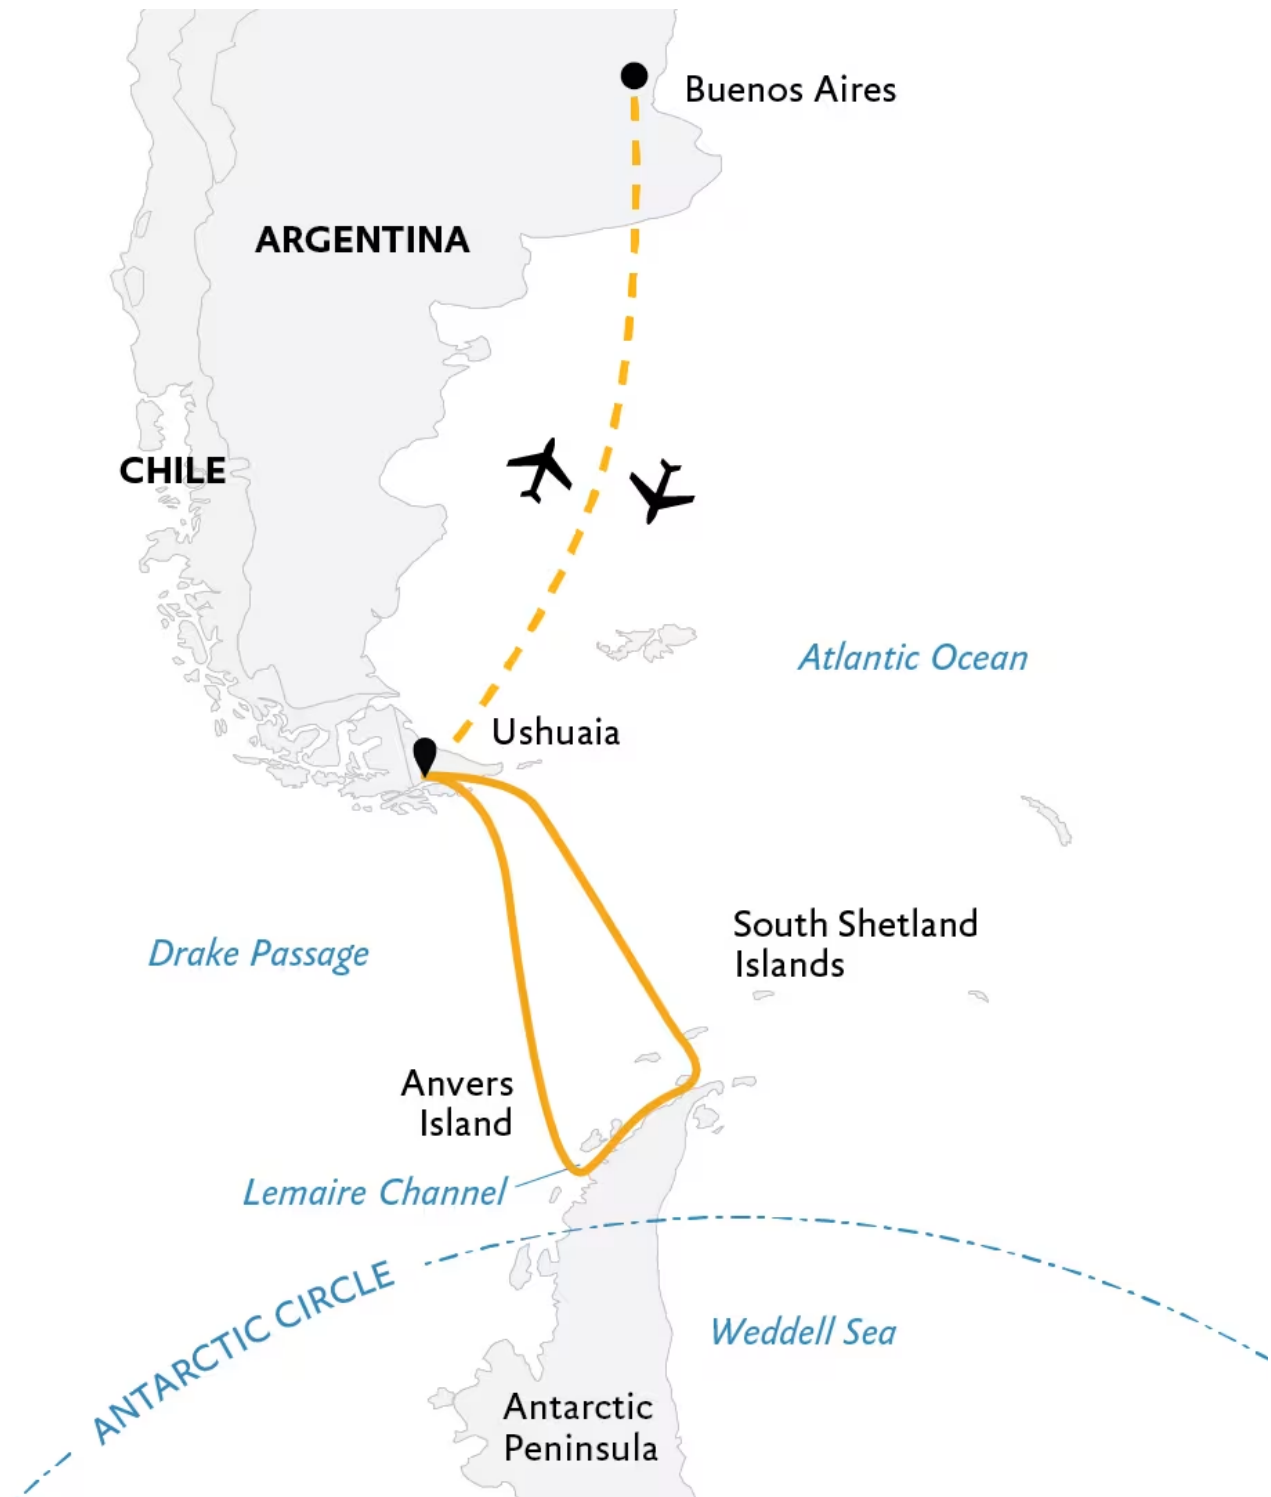 Buenos Aires
ARGENTINA
CHILE
Atlantic Ocean
Ushuaia
South Shetland
Islands
Drake Passage
Anvers
Island
Lemaire Channel
ANTARCTIC CIRCLE
Weddell Sea
Antarctic
Peninsula